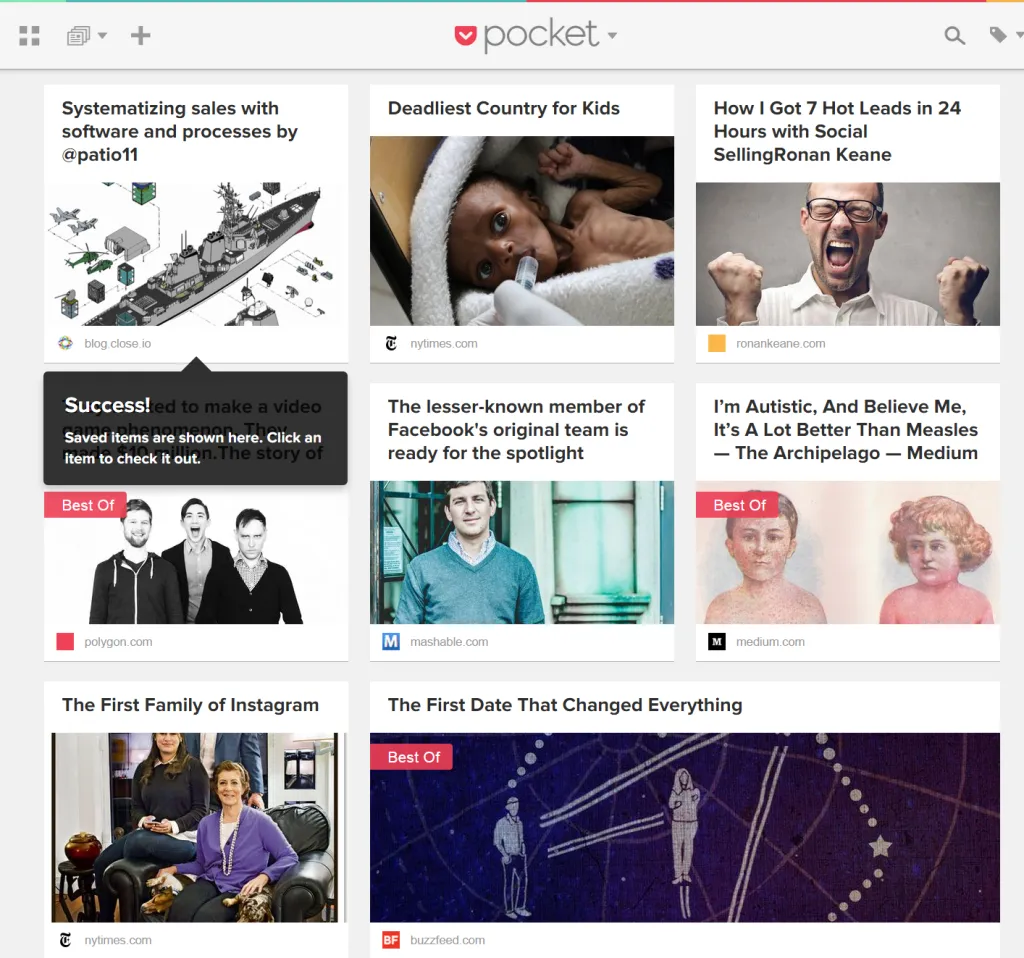 pocket
Systematizing sales with
software and processes by
@patio11
blog.close.io
Deadliest Country for Kids
nytimes.com
How I Got 7 Hot Leads in 24
Hours with Social
SellingRonan Keane
ronankeane.com
Success!
Saved items are shown here. Click an
item to check it out.
ed to make a video
game phenomenon. They
made $10 million.The story of
Best Of
polygon.com
The lesser-known member of
Facebook's original team is
ready for the spotlight
M
mashable.com
I’m Autistic, And Believe Me,
It’s A Lot Better Than Measles
— The Archipelago — Medium
Best Of
M
medium.com
The First Family of Instagram
nytimes.com
The First Date That Changed Everything
Best Of
BF
buzzfeed.com